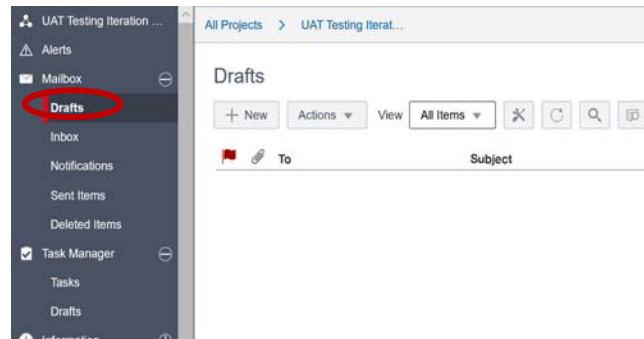 UAT Testing Iteration ...
Alerts
Mailbox
Drafts
Inbox
Notifications
Sent Items
Deleted Items
Task Manager
Tasks
Drafts
Information
All Projects > UAT Testing Iterat...
Drafts
+ New Actions View All Items
To Subject